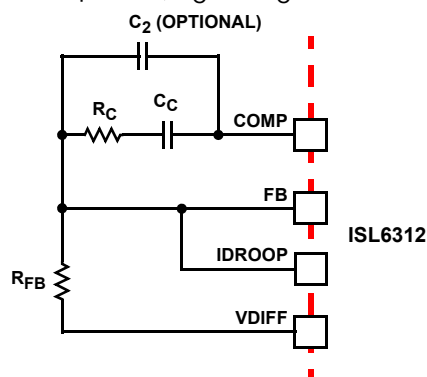 C2 (OPTIONAL)
RC
CC
COMP
FB
ISL6312
IDROOP
RFB
VDIFF